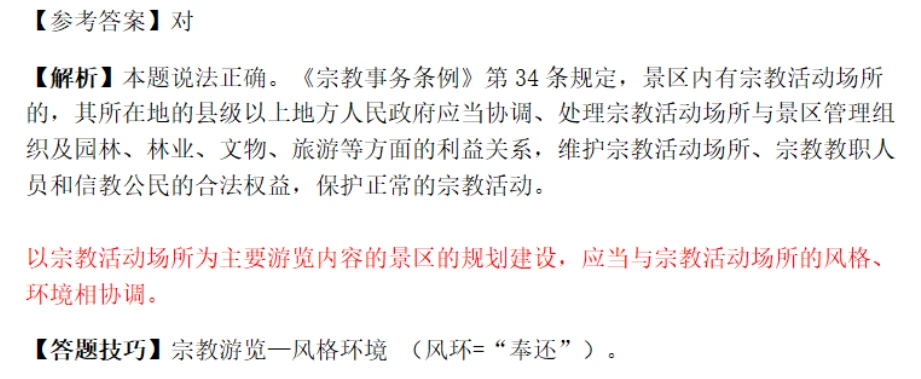 【参考答案】对
【解析】本题说法正确。《宗教事务条例》第 34 条规定，景区内有宗教活动场所
的，其所在地的县级以上地方人民政府应当协调、处理宗教活动场所与景区管理组
织及园林、林业、文物、旅游等方面的利益关系，维护宗教活动场所、宗教教职人
员和信教公民的合法权益，保护正常的宗教活动。
以宗教活动场所为主要游览内容的景区的规划建设，应当与宗教活动场所的风格、
环境相协调。
【答题技巧】宗教游览—风格环境 （风环=“奉还”）。